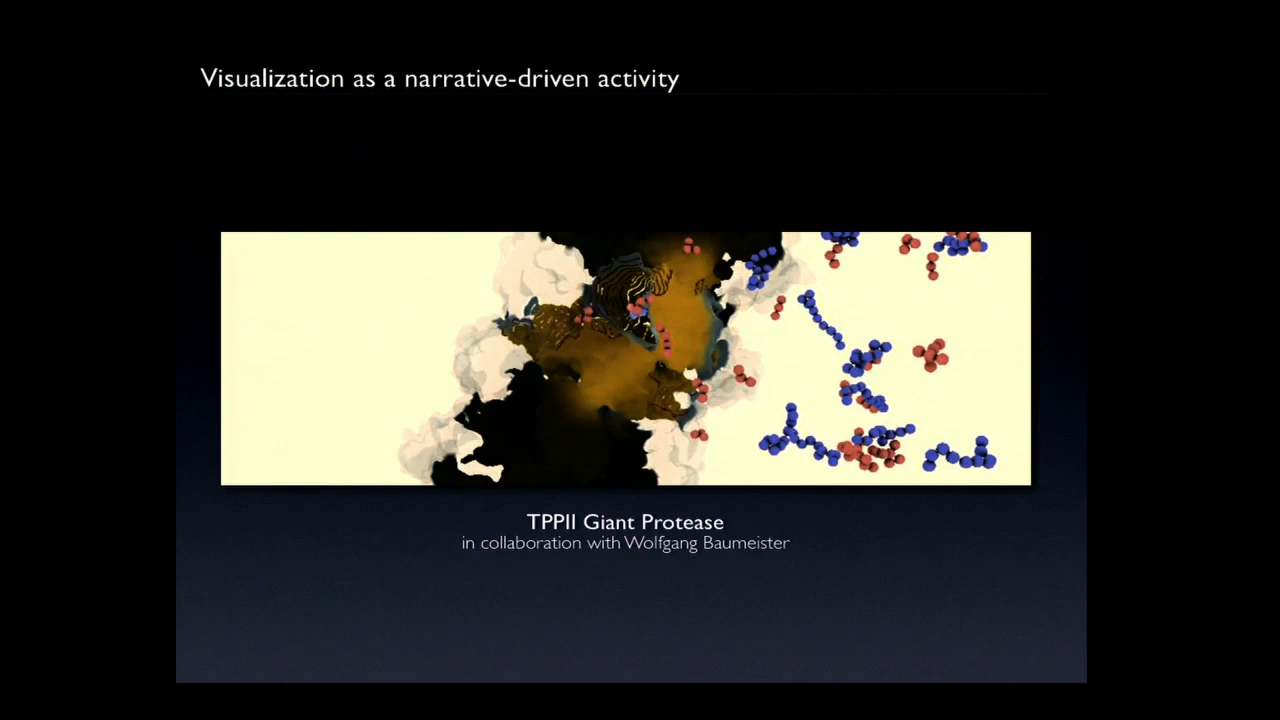 Visualization as a narrative-driven activity
TPPII Giant Protease
in collaboration with Wolfgang Baumeister